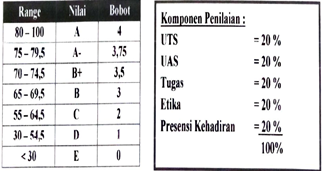 Range Nilai Bobot
80 – 100 A 4
75 – 79,5 A- 3,75
70 – 74,5 B+ 3,5
65 – 69,5 B 3
55 – 64,5 C 2
30 – 54,5 D 1
< 30 E 0
Komponen Penilaian :
UTS = 20 %
UAS = 20 %
Tugas = 20 %
Etika = 20 %
Presensi Kehadiran = 20 %
100%